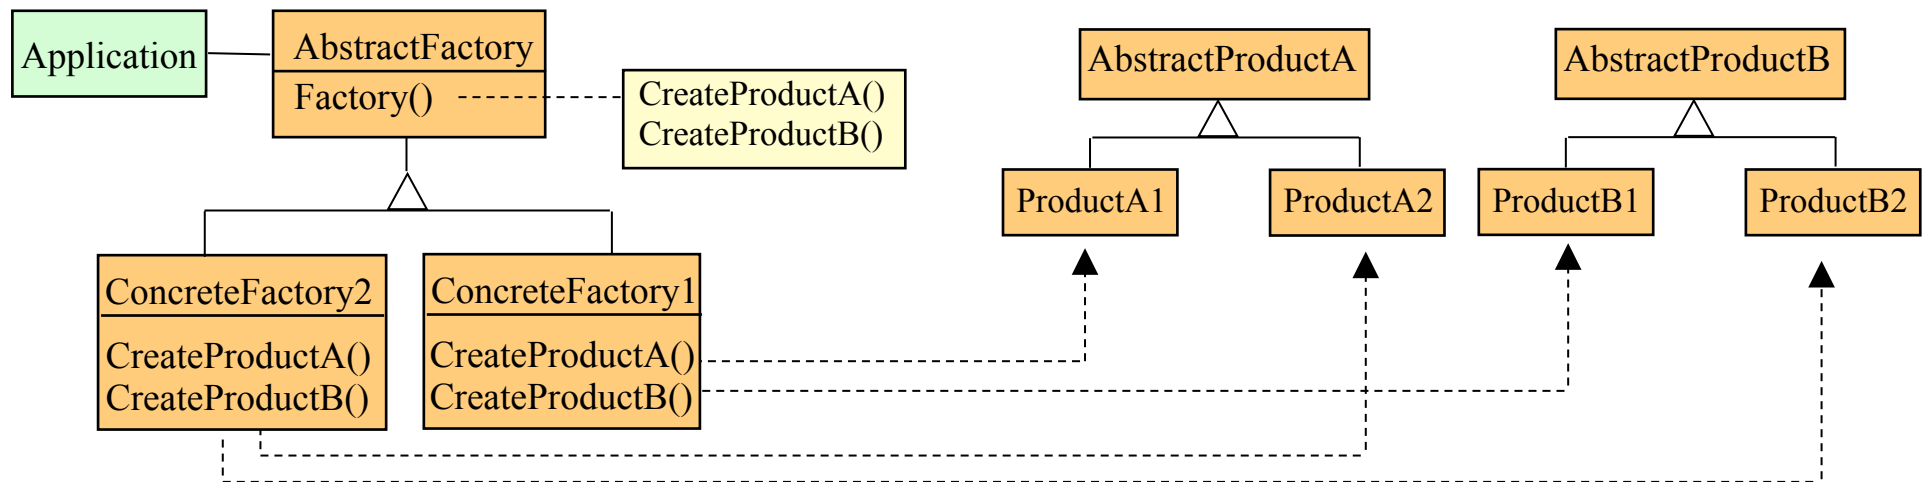 Application
AbstractFactory
Factory()
CreateProductA()
CreateProductB()
AbstractProductA
AbstractProductB
ProductA1
ProductA2
ProductB1
ProductB2
ConcreteFactory2
CreateProductA()
CreateProductB()
ConcreteFactory1
CreateProductA()
CreateProductB()